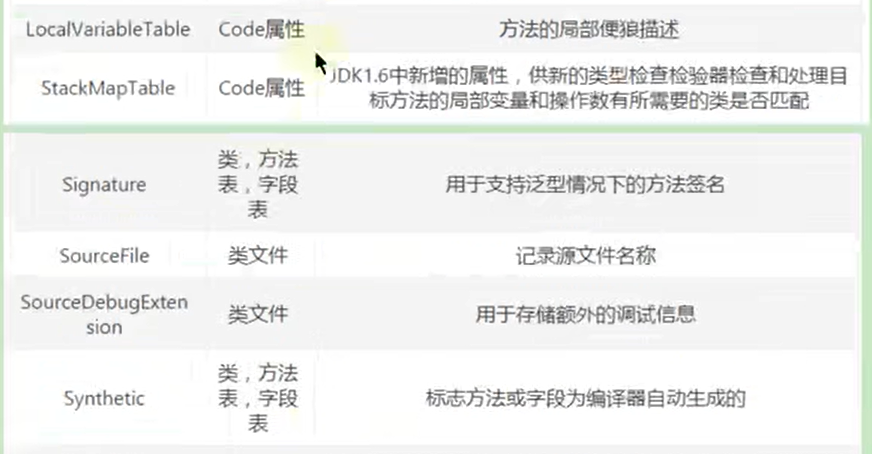 LocalVariableTable Code属性 方法的局部便狼描述
StackMapTable Code属性 JDK1.6中新增的属性，供新的类型检查检验器检查和处理目
标方法的局部变量和操作数有所需要的类是否匹配
Signature 类，方法
表，字段
表 用于支持泛型情况下的方法签名
SourceFile 类文件 记录源文件名称
SourceDebugExten
sion 类文件 用于存储额外的调试信息
Synthetic 类，方法
表，字段
表 标志方法或字段为编译器自动生成的